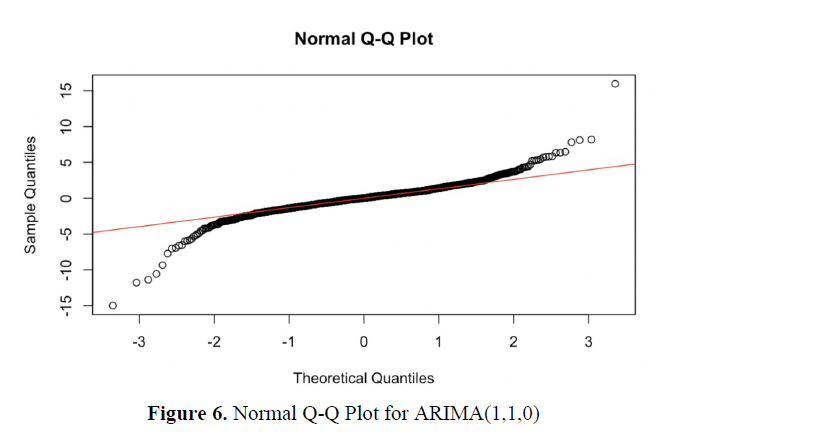 Normal Q-Q Plot
15
10
5
0
-5
-10
-15
Sample Quantiles
-3 -2 -1 0 1 2 3
Theoretical Quantiles
Figure 6. Normal Q-Q Plot for ARIMA(1,1,0)